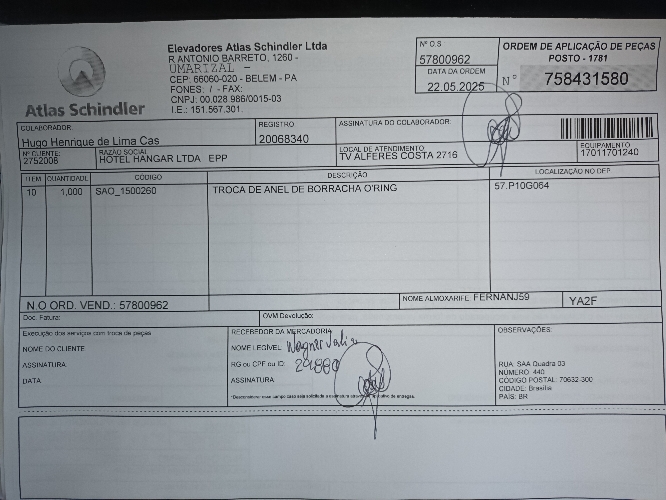 Atlas Schindler
Elevadores Atlas Schindler Ltda
R ANTONIO BARRETO, 1260 -
UMARIZAL -
CEP: 66060-020 - BELEM - PA
FONES: / - FAX:
CNPJ: 00.028.986/0015-03
I.E.: 151.567.301.
Nº O.S
57800962
DATA DA ORDEM
22.05.2025
ORDEM DE APLICAÇÃO DE PEÇAS
POSTO - 1781
Nº 758431580
COLABORADOR:
Hugo Henrique de Lima Cas
REGISTRO
20068340
ASSINATURA DO COLABORADOR:
Nº CLIENTE:
2752006
RAZÃO SOCIAL
HOTEL HANGAR LTDA EPP
LOCAL DE ATENDIMENTO
TV ALFERES COSTA 2716
EQUIPAMENTO
17011701240
ITEM QUANTIDADE CÓDIGO DESCRIÇÃO LOCALIZAÇÃO NO DEP.
10 1,000 SAO_1500260 TROCA DE ANEL DE BORRACHA O'RING 57.P10G064
N.O ORD. VEND.: 57800962
NOME ALMOXARIFE: FERNANJ59 YA2F
Doc. Fatura:
OVM Devolução:
Execução dos serviços com troca de peças
NOME DO CLIENTE
ASSINATURA:
DATA
RECEBEDOR DA MERCADORIA
NOME LEGÍVEL: Wagner
RG ou CPF ou ID:
ASSINATURA
OBSERVAÇÕES:
RUA: SAA Quadra 03
NÚMERO: 440
CÓDIGO POSTAL: 70632-300
CIDADE: Brasília
PAÍS: BR